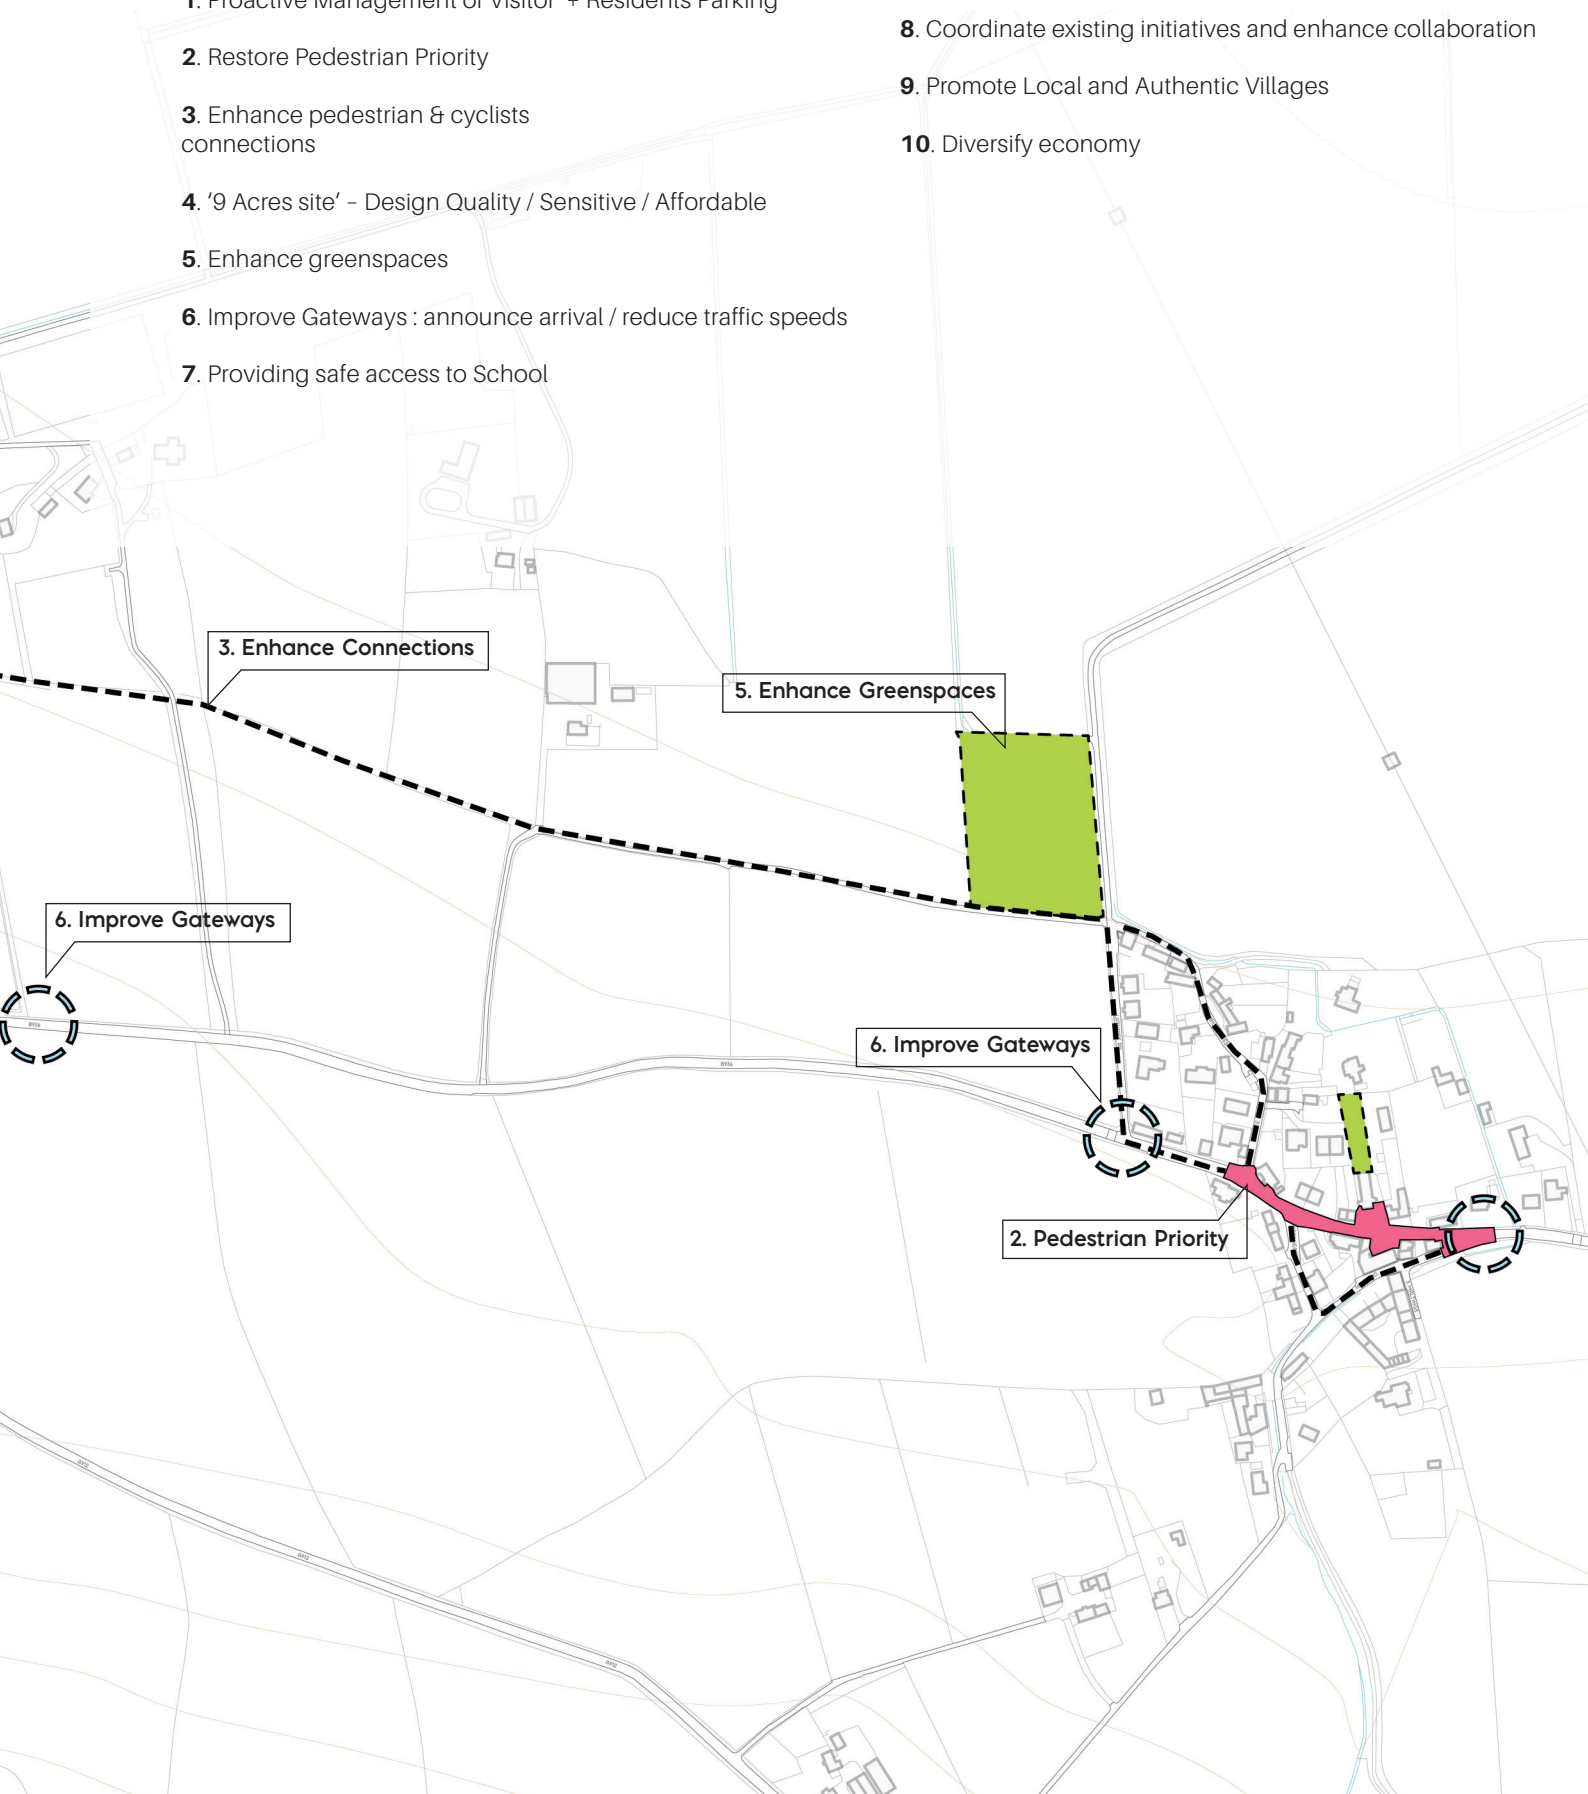 1. Proactive Management of Visitor + Residents Parking
2. Restore Pedestrian Priority
3. Enhance pedestrian & cyclists
connections
4. '9 Acres site' – Design Quality / Sensitive / Affordable
5. Enhance greenspaces
6. Improve Gateways : announce arrival / reduce traffic speeds
7. Providing safe access to School
8. Coordinate existing initiatives and enhance collaboration
9. Promote Local and Authentic Villages
10. Diversify economy
3. Enhance Connections
5. Enhance Greenspaces
6. Improve Gateways
B936
6. Improve Gateways
B936
2. Pedestrian Priority